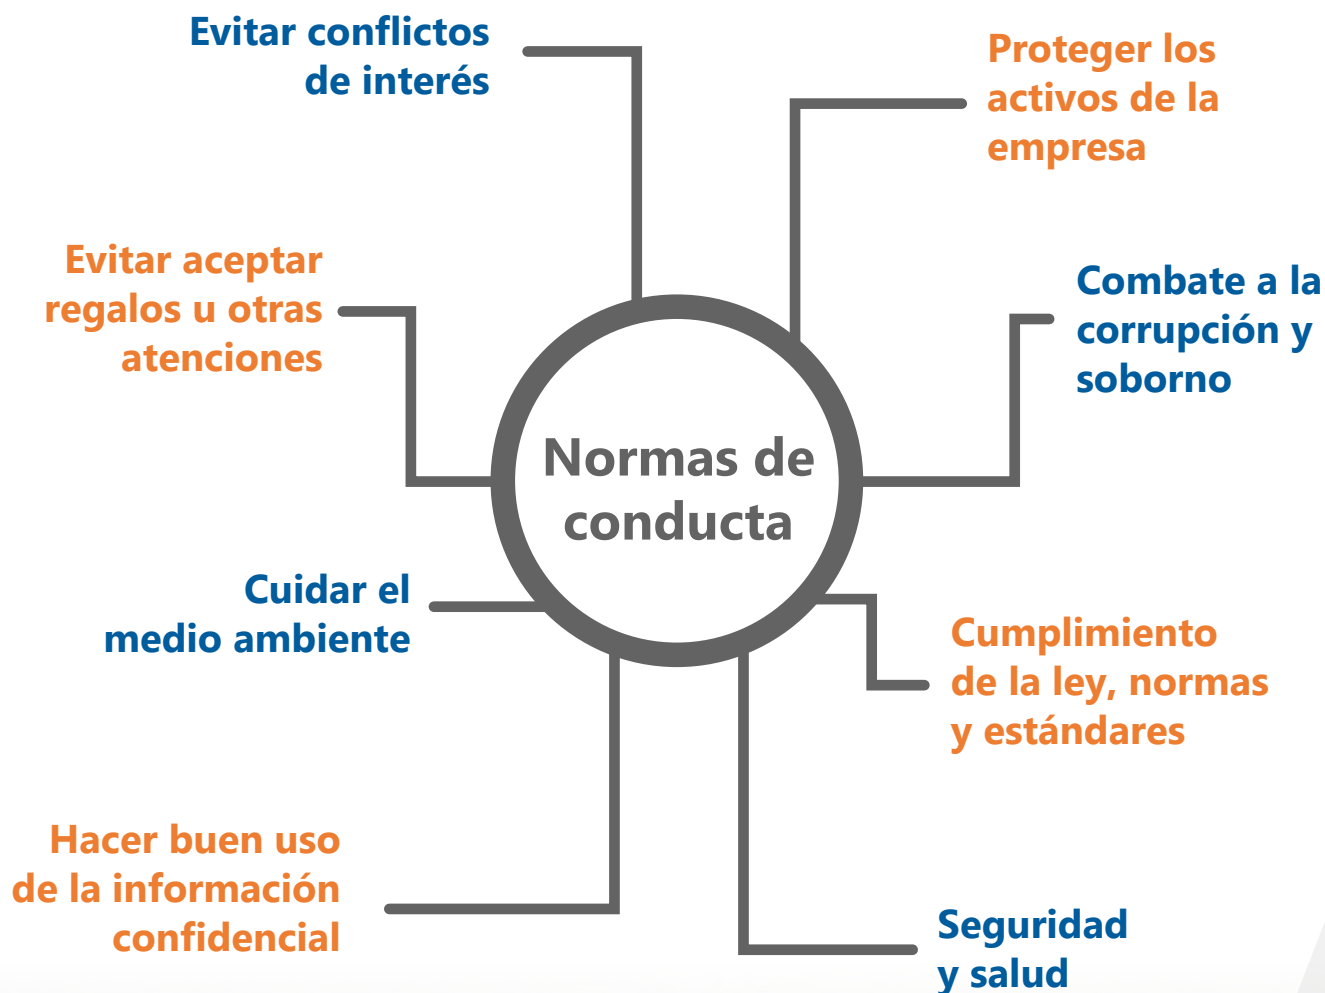 Evitar conflictos
de interés
Proteger los
activos de la
empresa
Evitar aceptar
regalos u otras
atenciones
Combate a la
corrupción y
soborno
Normas de
conducta
Cuidar el
medio ambiente
Cumplimiento
de la ley, normas
y estándares
Hacer buen uso
de la información
confidencial
Seguridad
y salud